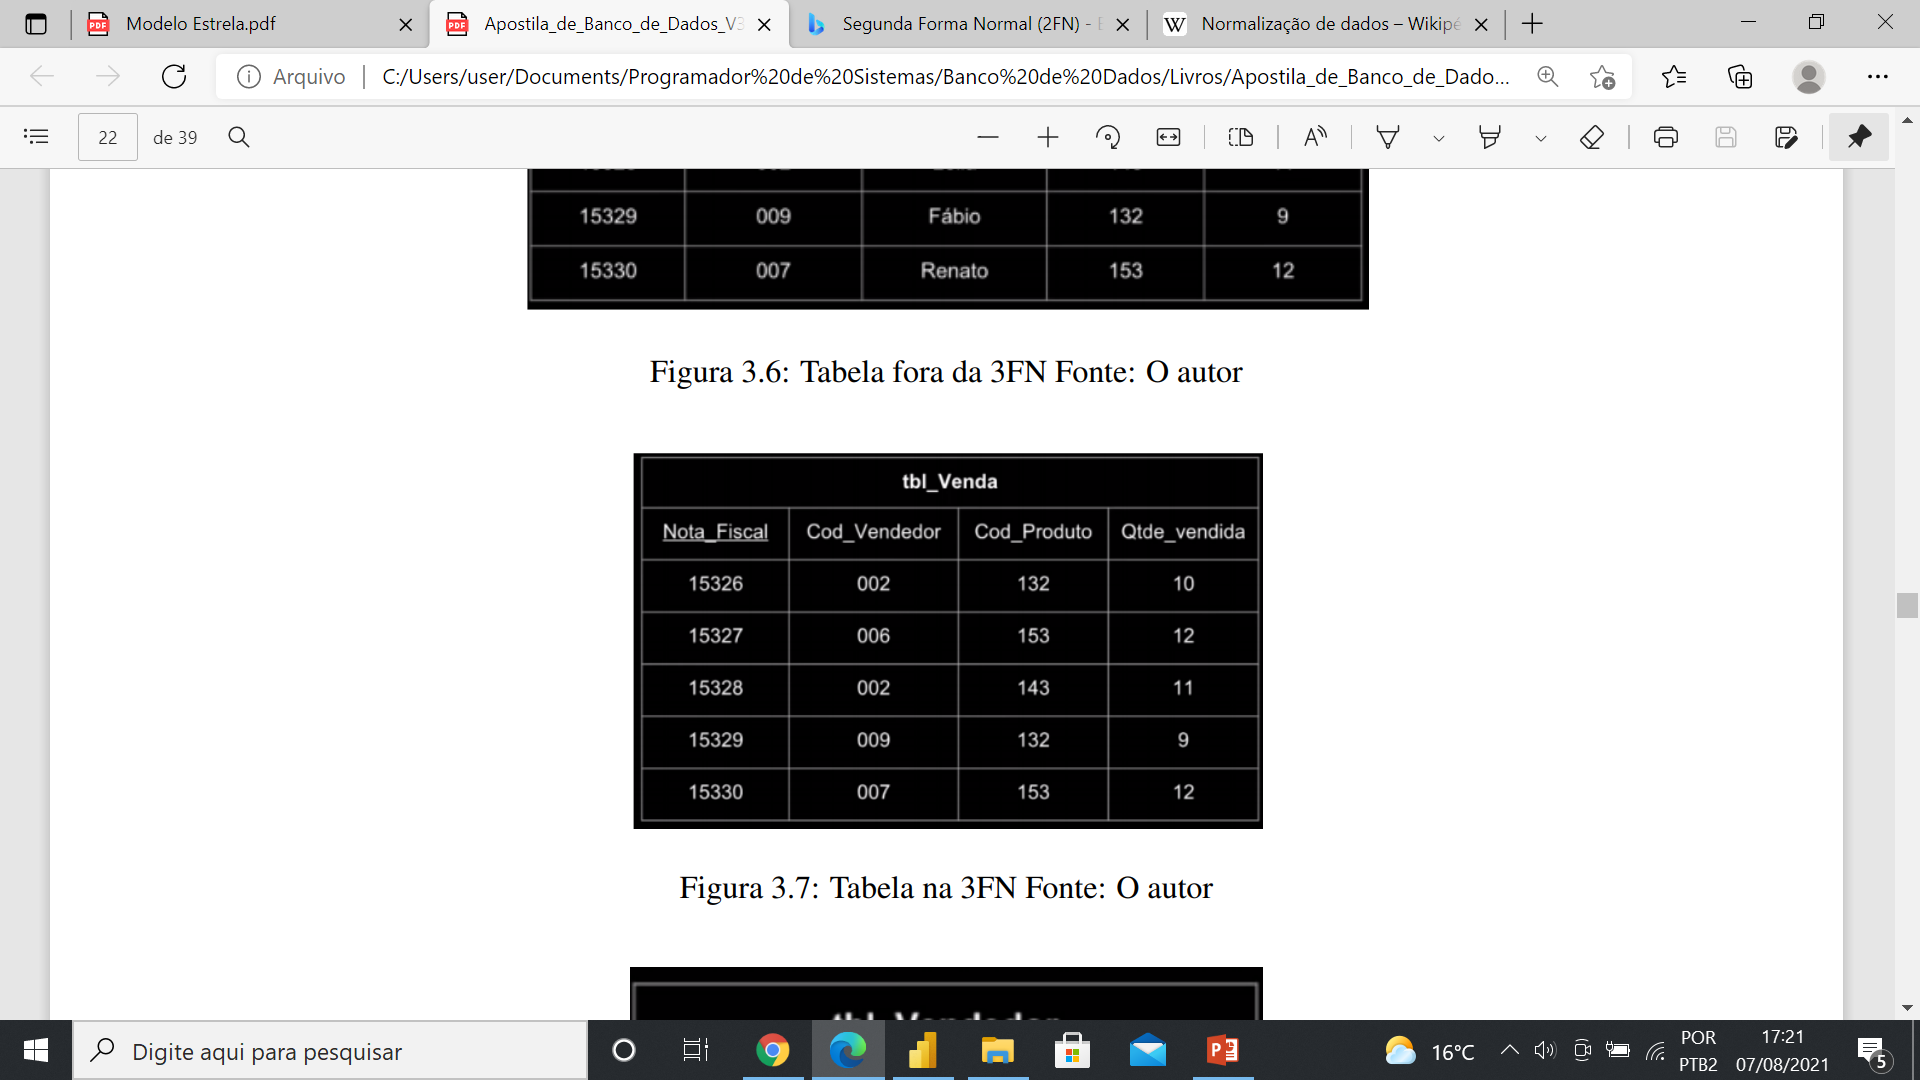 Modelo Estrela.pdf
Apostila_de_Banco_de_Dados_V3
Segunda Forma Normal (2FN) -
Normalização de dados – Wikipé
Arquivo
C:/Users/user/Documents/Programador%20de%20Sistemas/Banco%20de%20Dados/Livros/Apostila_de_Banco_de_Dado...
22 de 39
15329 009 Fábio 132 9
15330 007 Renato 153 12
Figura 3.6: Tabela fora da 3FN Fonte: O autor
tbl_Venda
Nota_Fiscal Cod_Vendedor Cod_Produto Qtde_vendida
15326 002 132 10
15327 006 153 12
15328 002 143 11
15329 009 132 9
15330 007 153 12
Figura 3.7: Tabela na 3FN Fonte: O autor
tbl_Vendedor
Digite aqui para pesquisar
16°C
POR
PTB2
17:21
07/08/2021
5